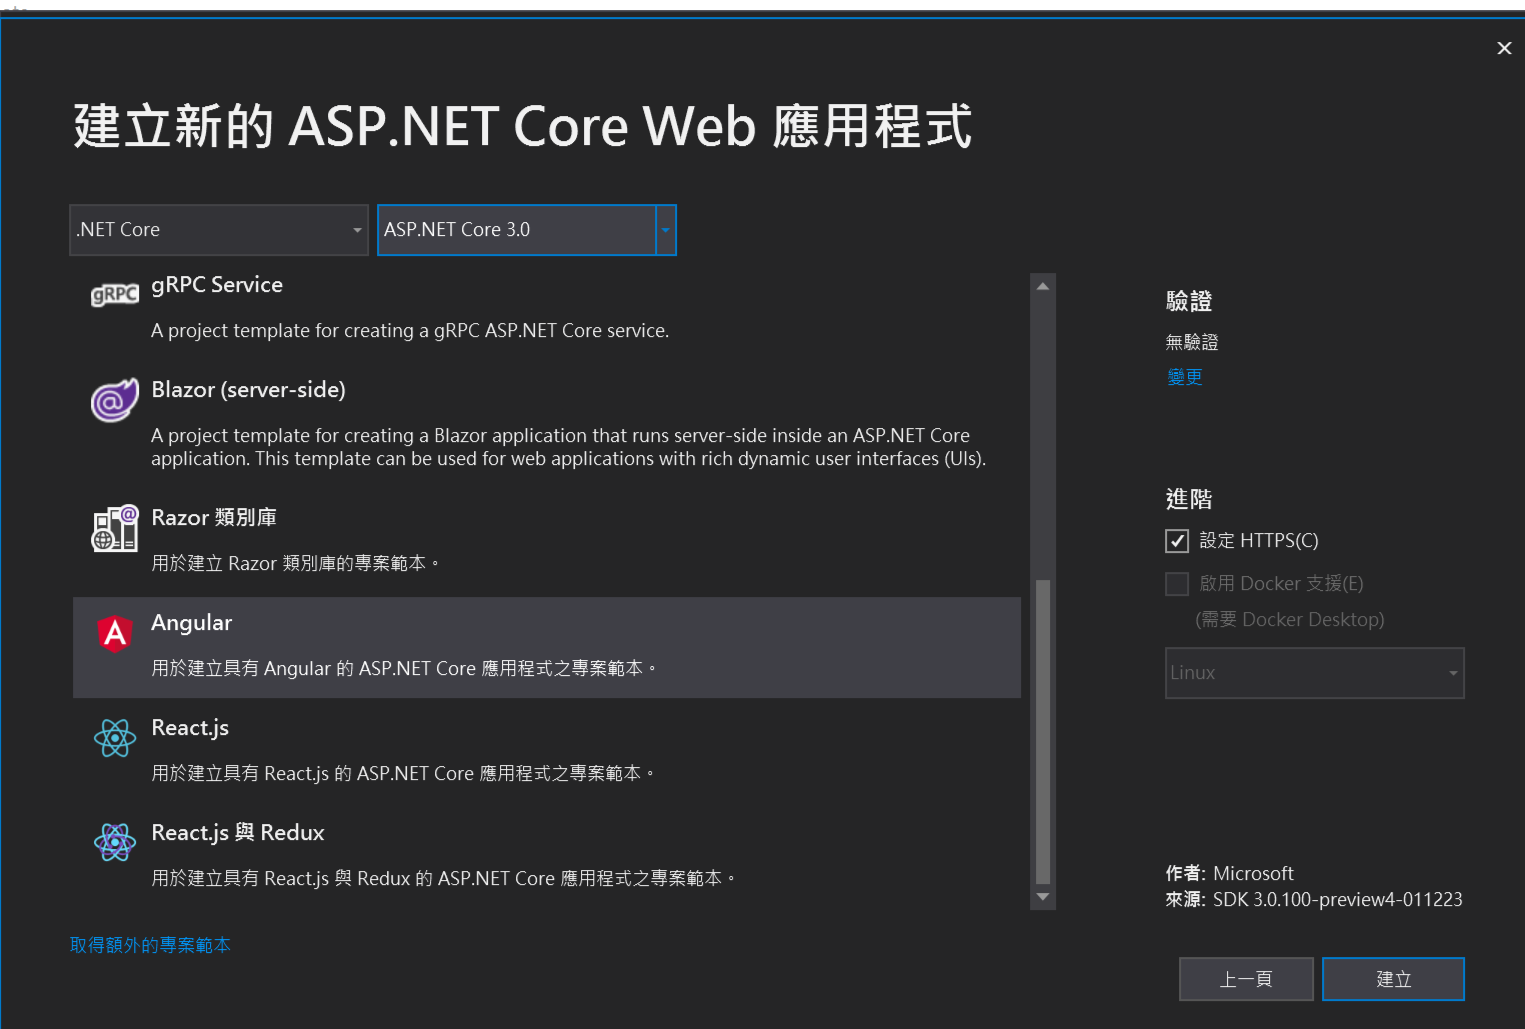 建立新的 ASP.NET Core Web 應用程式
.NET Core
ASP.NET Core 3.0
gRPC
gRPC Service
A project template for creating a gRPC ASP.NET Core service.
Blazor (server-side)
A project template for creating a Blazor application that runs server-side inside an ASP.NET Core
application. This template can be used for web applications with rich dynamic user interfaces (UIs).
Razor 類別庫
用於建立 Razor 類別庫的專案範本。
Angular
用於建立具有 Angular 的 ASP.NET Core 應用程式之專案範本。
React.js
用於建立具有 React.js 的 ASP.NET Core 應用程式之專案範本。
React.js 與 Redux
用於建立具有 React.js 與 Redux 的 ASP.NET Core 應用程式之專案範本。
取得額外的專案範本
驗證
無驗證
變更
進階
設定 HTTPS(C)
啟用 Docker 支援(E)
(需要 Docker Desktop)
Linux
作者: Microsoft
來源: SDK 3.0.100-preview4-011223
上一頁
建立